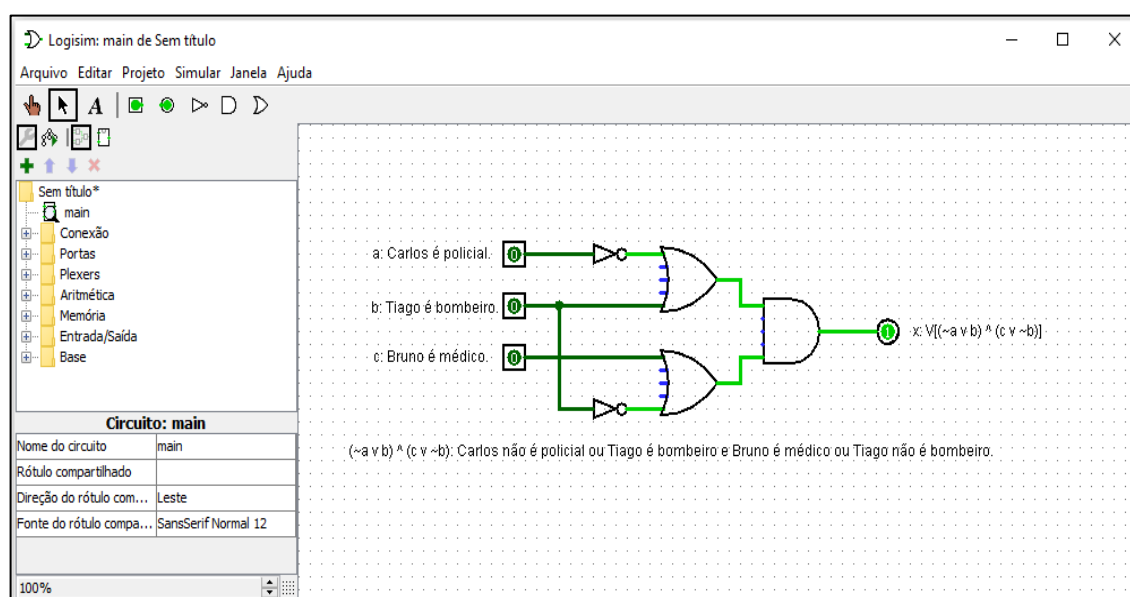 Logisim: main de Sem título
Arquivo Editar Projeto Simular Janela Ajuda
A
Sem título*
main
Conexão
Portas
Plexers
Aritmética
Memória
Entrada/Saída
Base
Circuito: main
Nome do circuito main
Rótulo compartilhado
Direção do rótulo com... Leste
Fonte do rótulo compa... SansSerif Normal 12
100%
a: Carlos é policial. 0
b: Tiago é bombeiro. 0
c: Bruno é médico. 0
1 x: V[(~a v b) ^ (c v ~b)]
(~a v b) ^ (c v ~b): Carlos não é policial ou Tiago é bombeiro e Bruno é médico ou Tiago não é bombeiro.